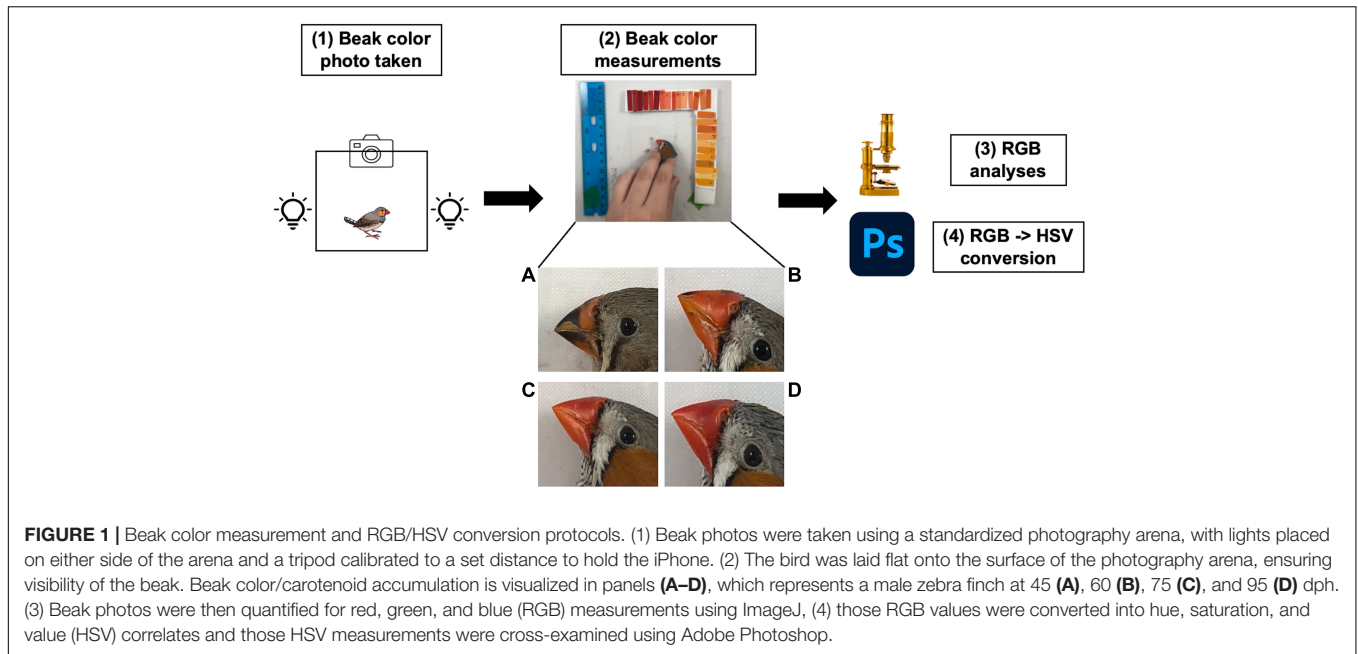 (1) Beak color
photo taken
(2) Beak color
measurements
(3) RGB
analyses
Ps
(4) RGB -> HSV
conversion
A
B
C
D
FIGURE 1 | Beak color measurement and RGB/HSV conversion protocols. (1) Beak photos were taken using a standardized photography arena, with lights placed
on either side of the arena and a tripod calibrated to a set distance to hold the iPhone. (2) The bird was laid flat onto the surface of the photography arena, ensuring
visibility of the beak. Beak color/carotenoid accumulation is visualized in panels (A–D), which represents a male zebra finch at 45 (A), 60 (B), 75 (C), and 95 (D) dph.
(3) Beak photos were then quantified for red, green, and blue (RGB) measurements using ImageJ, (4) those RGB values were converted into hue, saturation, and
value (HSV) correlates and those HSV measurements were cross-examined using Adobe Photoshop.